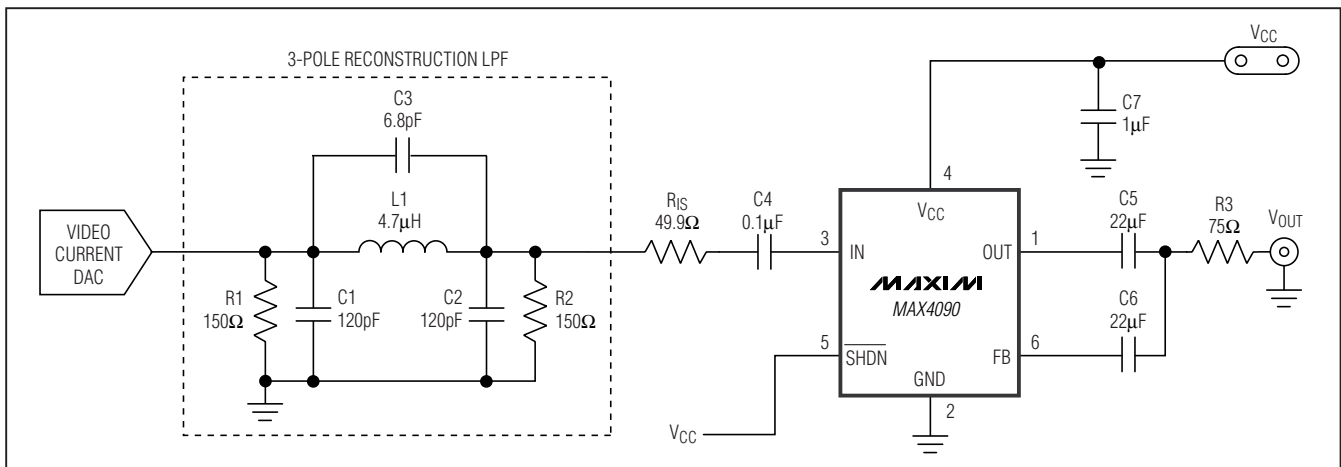 3-POLE RECONSTRUCTION LPF
VIDEO
CURRENT
DAC
R1
150Ω
C1
120pF
C3
6.8pF
L1
4.7µH
C2
120pF
R2
150Ω
RIS
49.9Ω
C4
0.1µF
VCC
C7
1µF
4
VCC
3
IN
OUT
1
MAXIM
MAX4090
5
SHDN
FB
6
GND
2
VCC
C5
22µF
C6
22µF
R3
75Ω
VOUT